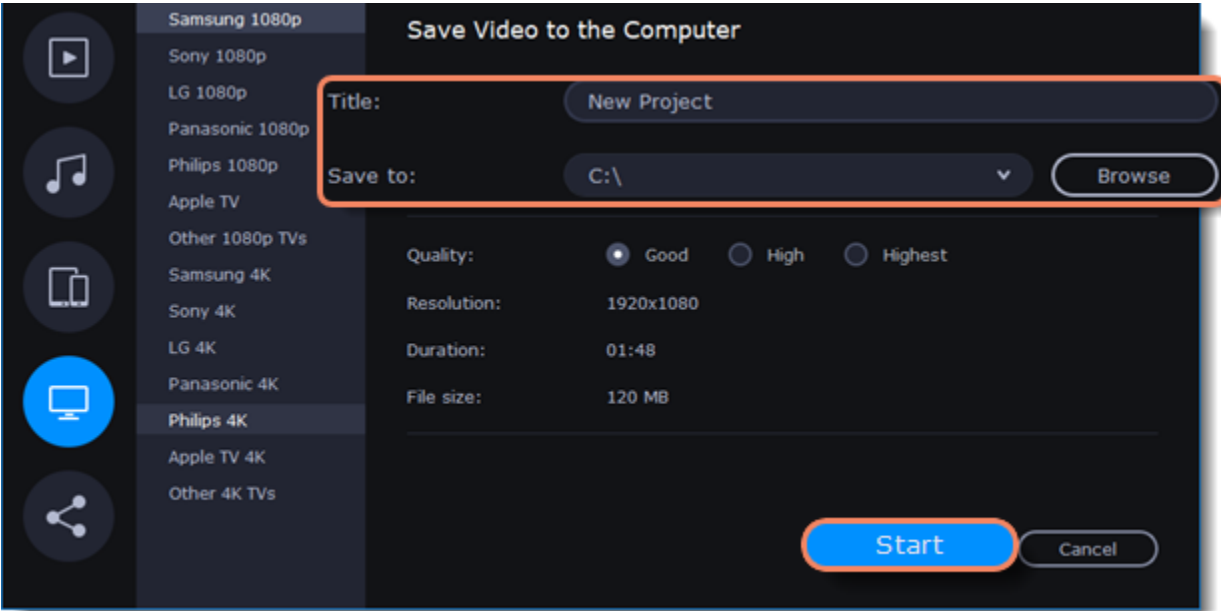 Samsung 1080p
Sony 1080p
LG 1080p
Panasonic 1080p
Philips 1080p
Apple TV
Other 1080p TVs
Samsung 4K
Sony 4K
LG 4K
Panasonic 4K
Philips 4K
Apple TV 4K
Other 4K TVs
Save Video to the Computer
Title: New Project
Save to: C:\ Browse
Quality: Good High Highest
Resolution: 1920x1080
Duration: 01:48
File size: 120 MB
Start Cancel